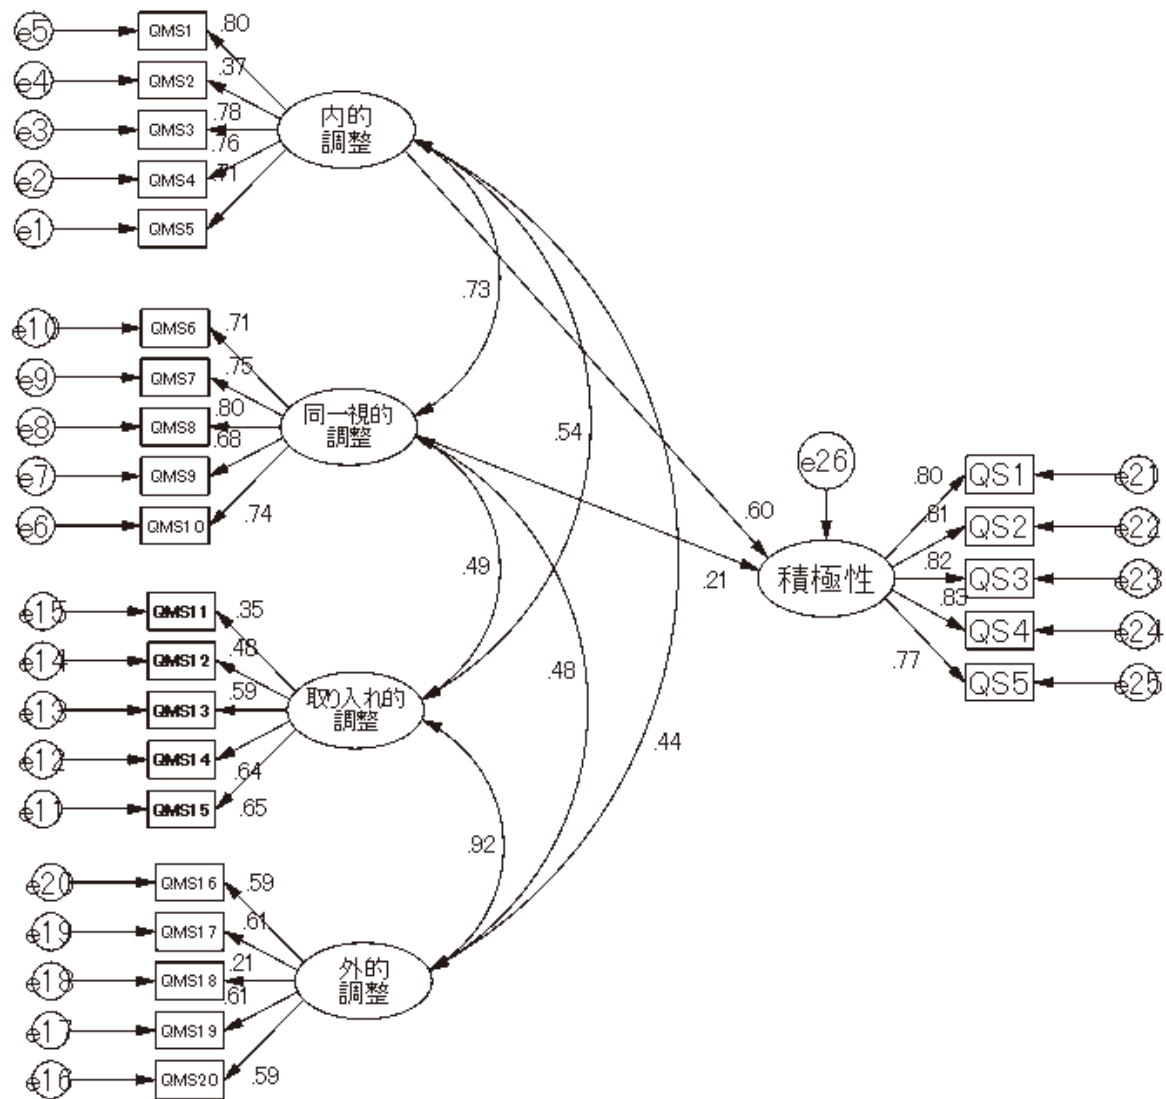 e5 QMS1 .80
e4 QMS2 .37
e3 QMS3 .78
e2 QMS4 .76
e1 QMS5 .71
内的
調整
.73
e10 QMS6 .71
e9 QMS7 .75
e8 QMS8 .80
e7 QMS9 .68
e6 QMS10 .74
同一視的
調整
.54
.49
.48
.44
.60
.21
e26
積極性
.80 QS1 e21
.81 QS2 e22
.82 QS3 e23
.83 QS4 e24
.77 QS5 e25
e15 QMS11 .35
e14 QMS12 .48
e13 QMS13 .59
e12 QMS14 .64
e11 QMS15 .65
取り入れ的
調整
.92
e20 QMS16 .59
e19 QMS17 .61
e18 QMS18 .21
e17 QMS19 .61
e16 QMS20 .59
外的
調整